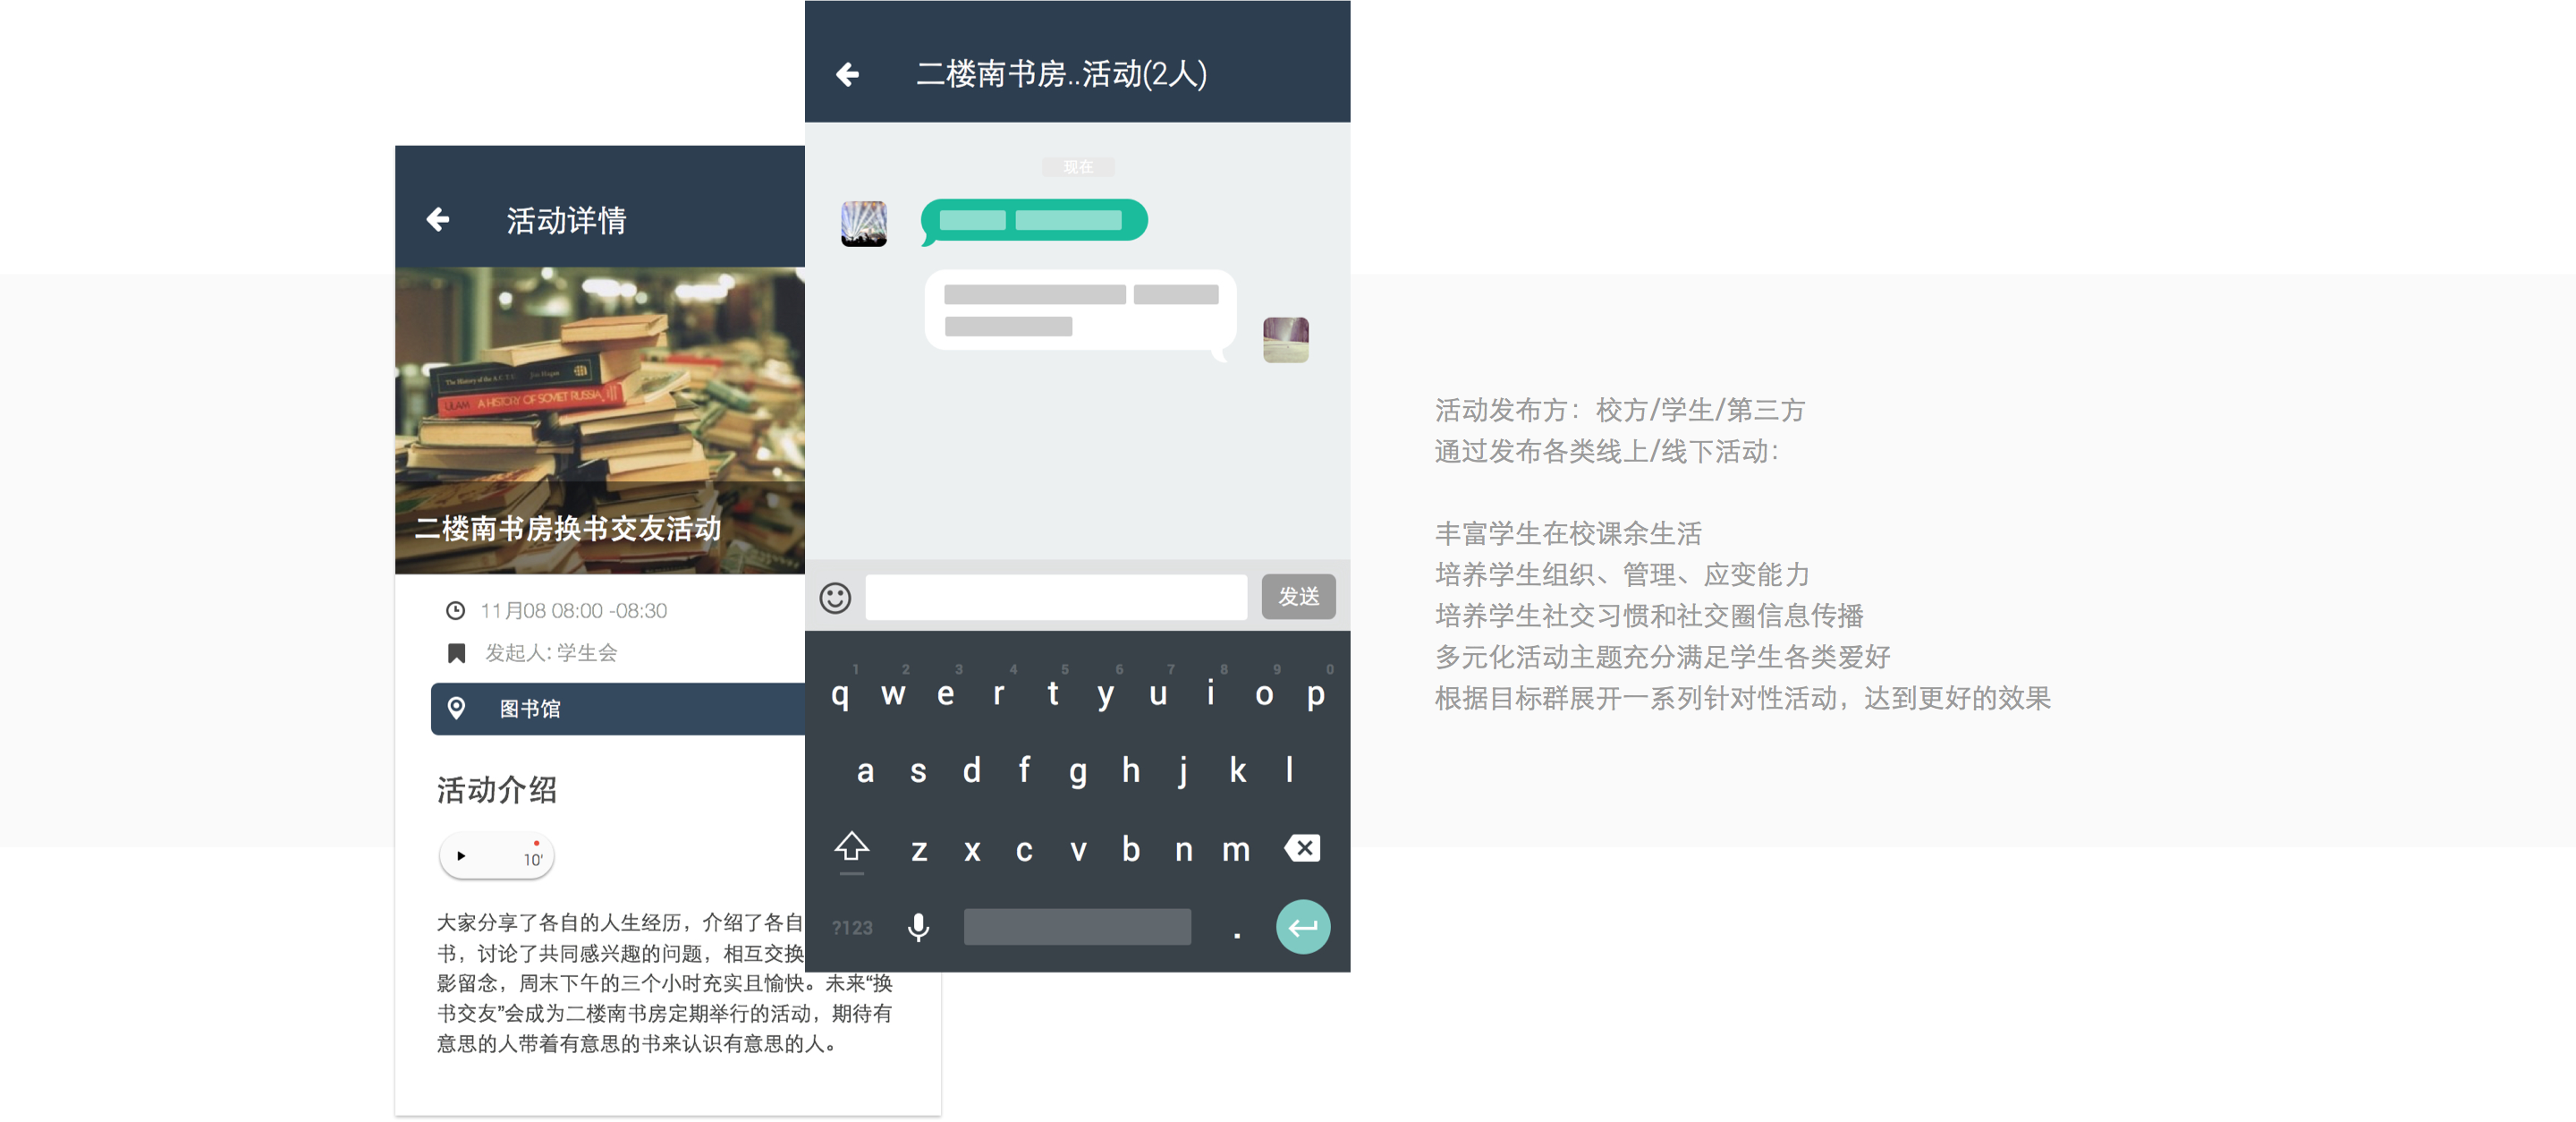 活动详情
The History of the A.C.T.S. Jim Hogan
ULAM A HISTORY OF SOVIET RUSSIA
二楼南书房换书交友活动
11月08 08:00 -08:30
发起人: 学生会
图书馆
活动介绍
10'
大家分享了各自的人生经历，介绍了各自
书，讨论了共同感兴趣的问题，相互交换
影留念，周末下午的三个小时充实且愉快。未来“换
书交友”会成为二楼南书房定期举行的活动，期待有
意思的人带着有意思的书来认识有意思的人。
二楼南书房..活动(2人)
现在
发送
1 2 3 4 5 6 7 8 9 0
q w e r t y u i o p
a s d f g h j k l
z x c v b n m
?123 .
活动发布方：校方/学生/第三方
通过发布各类线上/线下活动：
丰富学生在校课余生活
培养学生组织、管理、应变能力
培养学生社交习惯和社交圈信息传播
多元化活动主题充分满足学生各类爱好
根据目标群展开一系列针对性活动，达到更好的效果